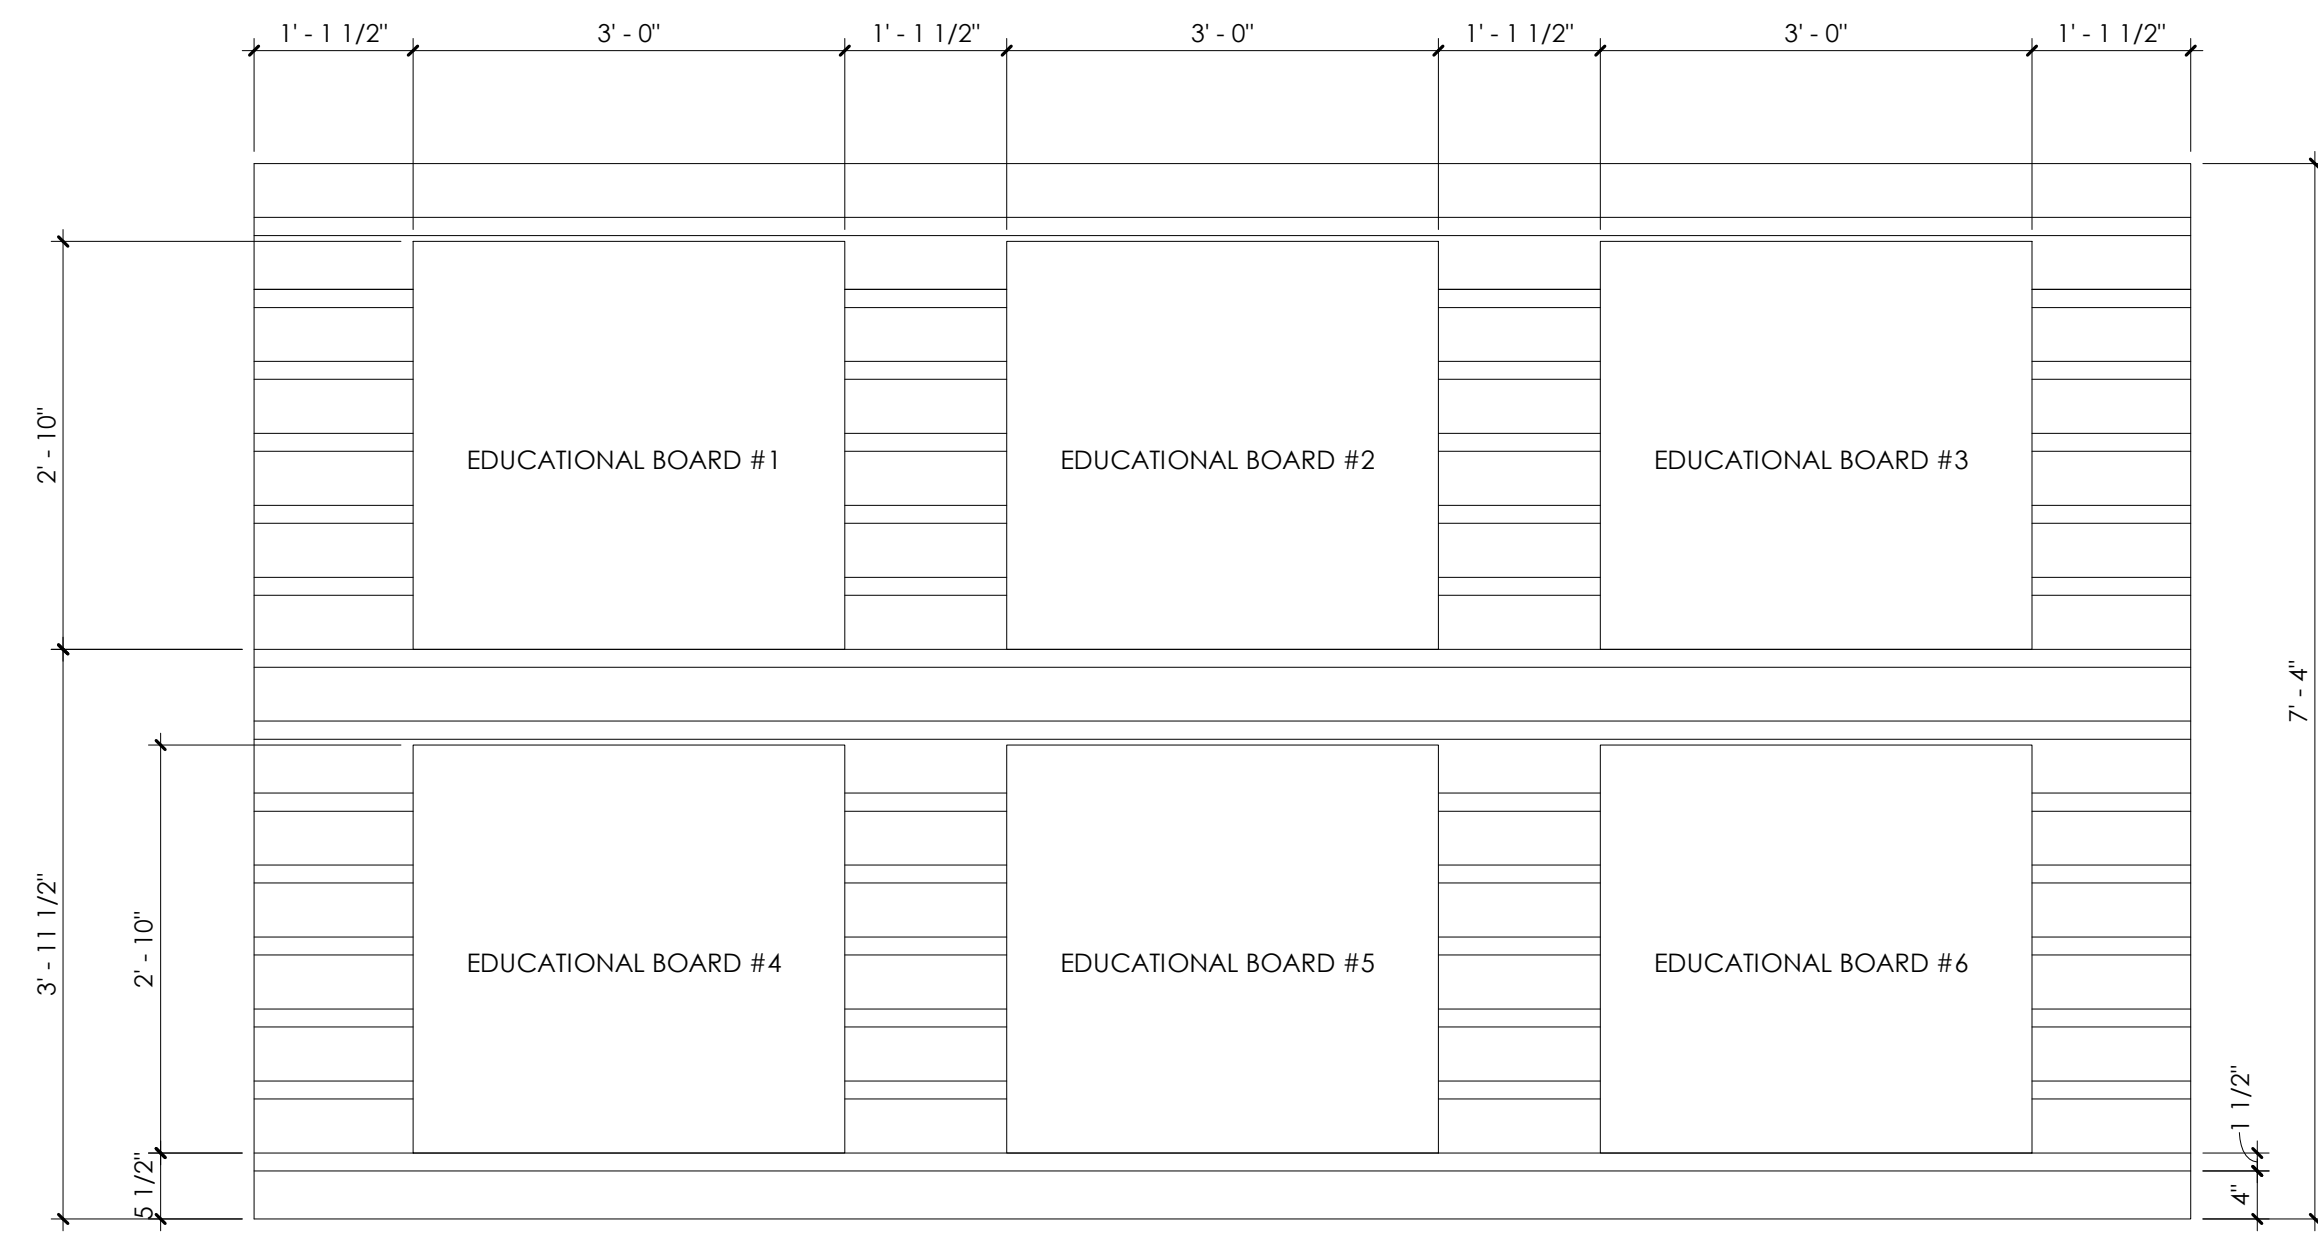 1' - 1 1/2"
3' - 0"
1' - 1 1/2"
3' - 0"
1' - 1 1/2"
3' - 0"
1' - 1 1/2"
2' - 10"
EDUCATIONAL BOARD #1
EDUCATIONAL BOARD #2
EDUCATIONAL BOARD #3
7' - 4"
3' - 11 1/2"
2' - 10"
EDUCATIONAL BOARD #4
EDUCATIONAL BOARD #5
EDUCATIONAL BOARD #6
1 1/2"
5 1/2"
4"